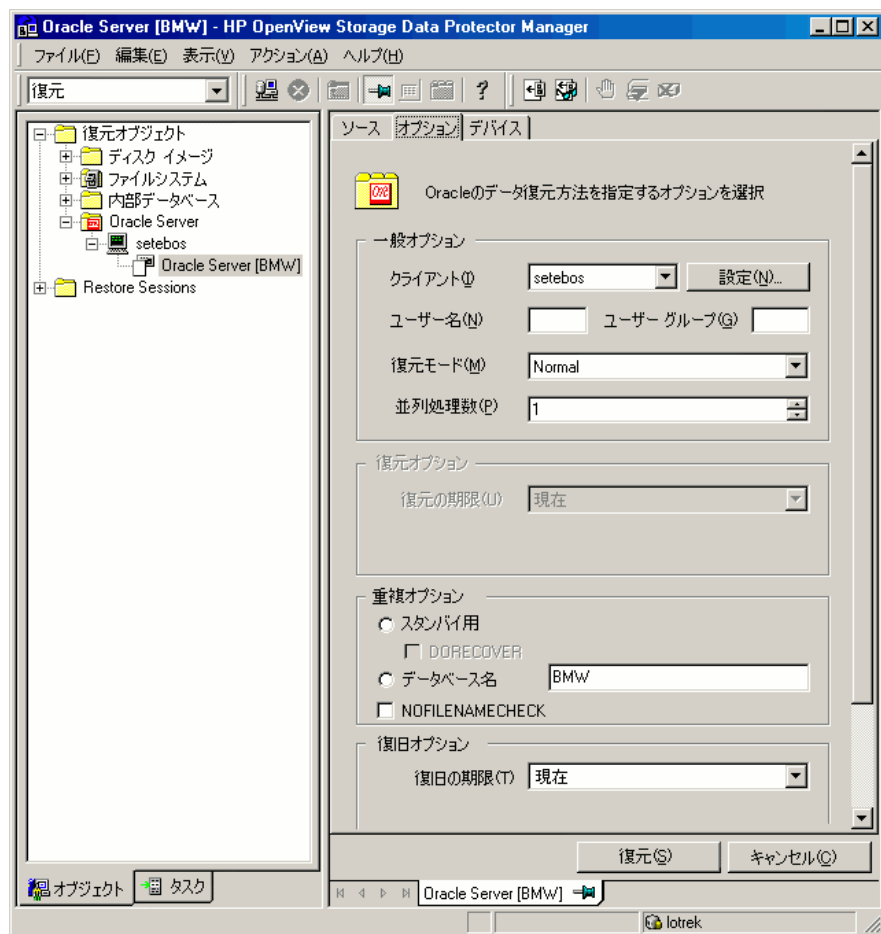 Oracle Server [BMW] - HP OpenView Storage Data Protector Manager
ファイル(F) 編集(E) 表示(V) アクション(A) ヘルプ(H)
復元
復元オブジェクト
ディスク イメージ
ファイルシステム
内部データベース
Oracle Server
setebos
Oracle Server [BMW]
Restore Sessions
ソース オプション デバイス
Oracleのデータ復元方法を指定するオプションを選択
一般オプション
クライアント(I) setebos 設定(N)...
ユーザー名(N) ユーザー グループ(G)
復元モード(M) Normal
並列処理数(P) 1
復元オプション
復元の期限(U) 現在
重複オプション
スタンバイ用
DORECOVER
データベース名 BMW
NOFILENAMECHECK
復旧オプション
復旧の期限(T) 現在
復元(S) キャンセル(C)
オブジェクト タスク
Oracle Server [BMW]
lotrek